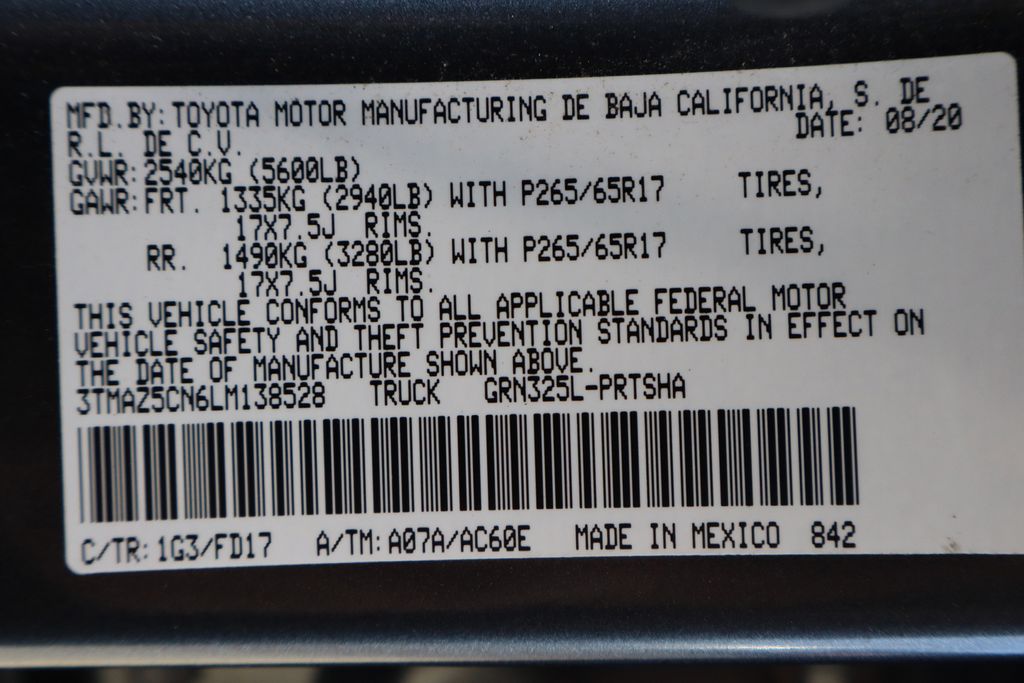 MFD.BY: TOYOTA MOTOR MANUFACTURING DE BAJA CALIFORNIA, S. DE
R.L. DE C.V. DATE: 08/20
GVWR: 2540KG (5600LB)
GAWR: FRT. 1335KG (2940LB) WITH P265/65R17 TIRES,
17X7.5J RIMS.
RR. 1490KG (3280LB) WITH P265/65R17 TIRES,
17X7.5J RIMS.
THIS VEHICLE CONFORMS TO ALL APPLICABLE FEDERAL MOTOR
VEHICLE SAFETY AND THEFT PREVENTION STANDARDS IN EFFECT ON
THE DATE OF MANUFACTURE SHOWN ABOVE.
3TMAZ5CN6LM138528 TRUCK GRN325L-PRTSHA
C/TR: 1G3/FD17 A/TM: A07A/AC60E MADE IN MEXICO 842